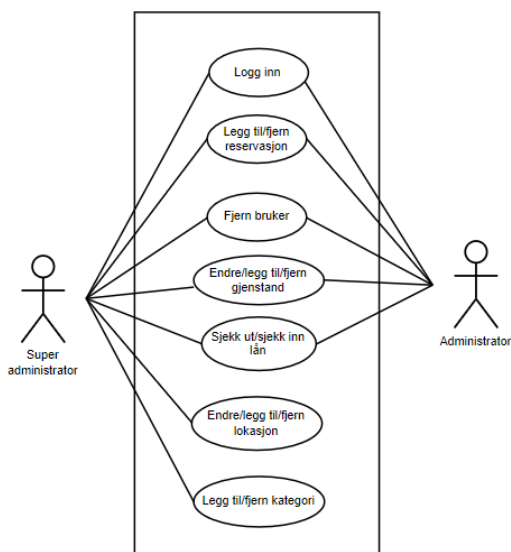 Logg inn
Legg til/fjern
reservasjon
Fjern bruker
Endre/legg til/fjern
gjenstand
Sjekk ut/sjekk inn
lån
Endre/legg til/fjern
lokasjon
Legg til/fjern kategori
Super
administrator
Administrator